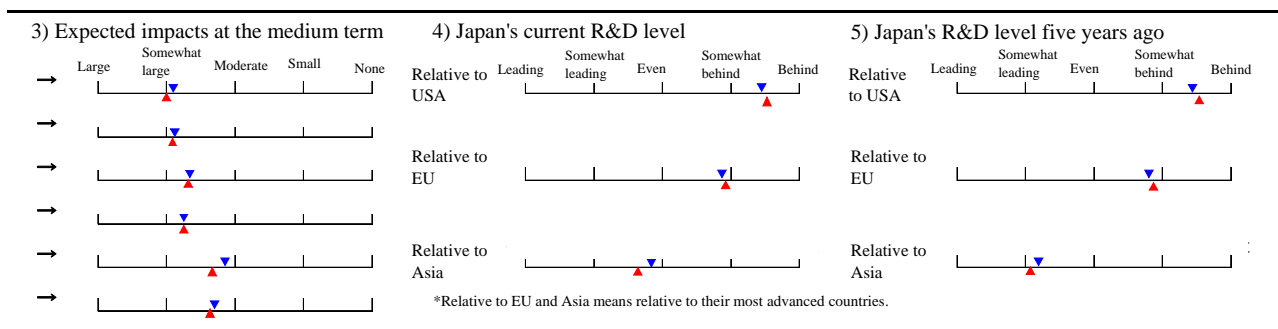 3) Expected impacts at the medium term
Large
Somewhat
large
Moderate
Small
None
→
→
→
→
→
→
4) Japan's current R&D level
Relative to
USA
Leading
Somewhat
leading
Even
Somewhat
behind
Behind
Relative to
EU
Relative to
Asia
*Relative to EU and Asia means relative to their most advanced countries.
5) Japan's R&D level five years ago
Relative
to USA
Leading
Somewhat
leading
Even
Somewhat
behind
Behind
Relative to
EU
Relative to
Asia